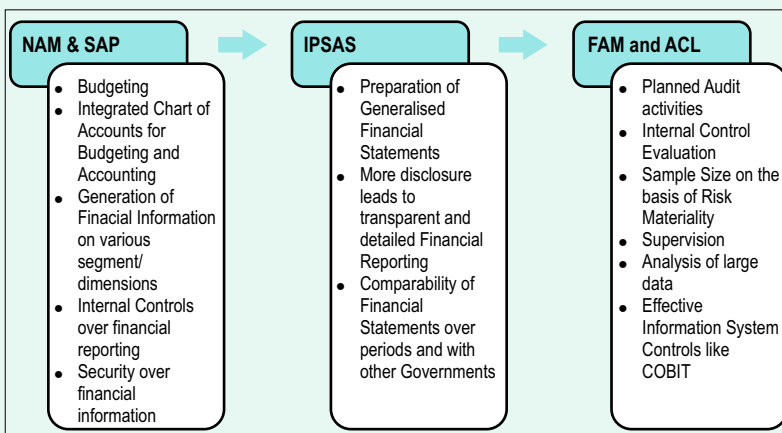 NAM & SAP
• Budgeting
• Integrated Chart of
Accounts for
Budgeting and
Accounting
• Generation of
Finacial Information
on various
segment/
dimensions
• Internal Controls
over financial
reporting
• Security over
financial
information
IPSAS
• Preparation of
Generalised
Financial
Statements
• More disclosure
leads to
transparent and
detailed Financial
Reporting
• Comparability of
Financial
Statements over
periods and with
other Governments
FAM and ACL
• Planned Audit
activities
• Internal Control
Evaluation
• Sample Size on the
basis of Risk
Materiality
• Supervision
• Analysis of large
data
• Effective
Information System
Controls like
COBIT